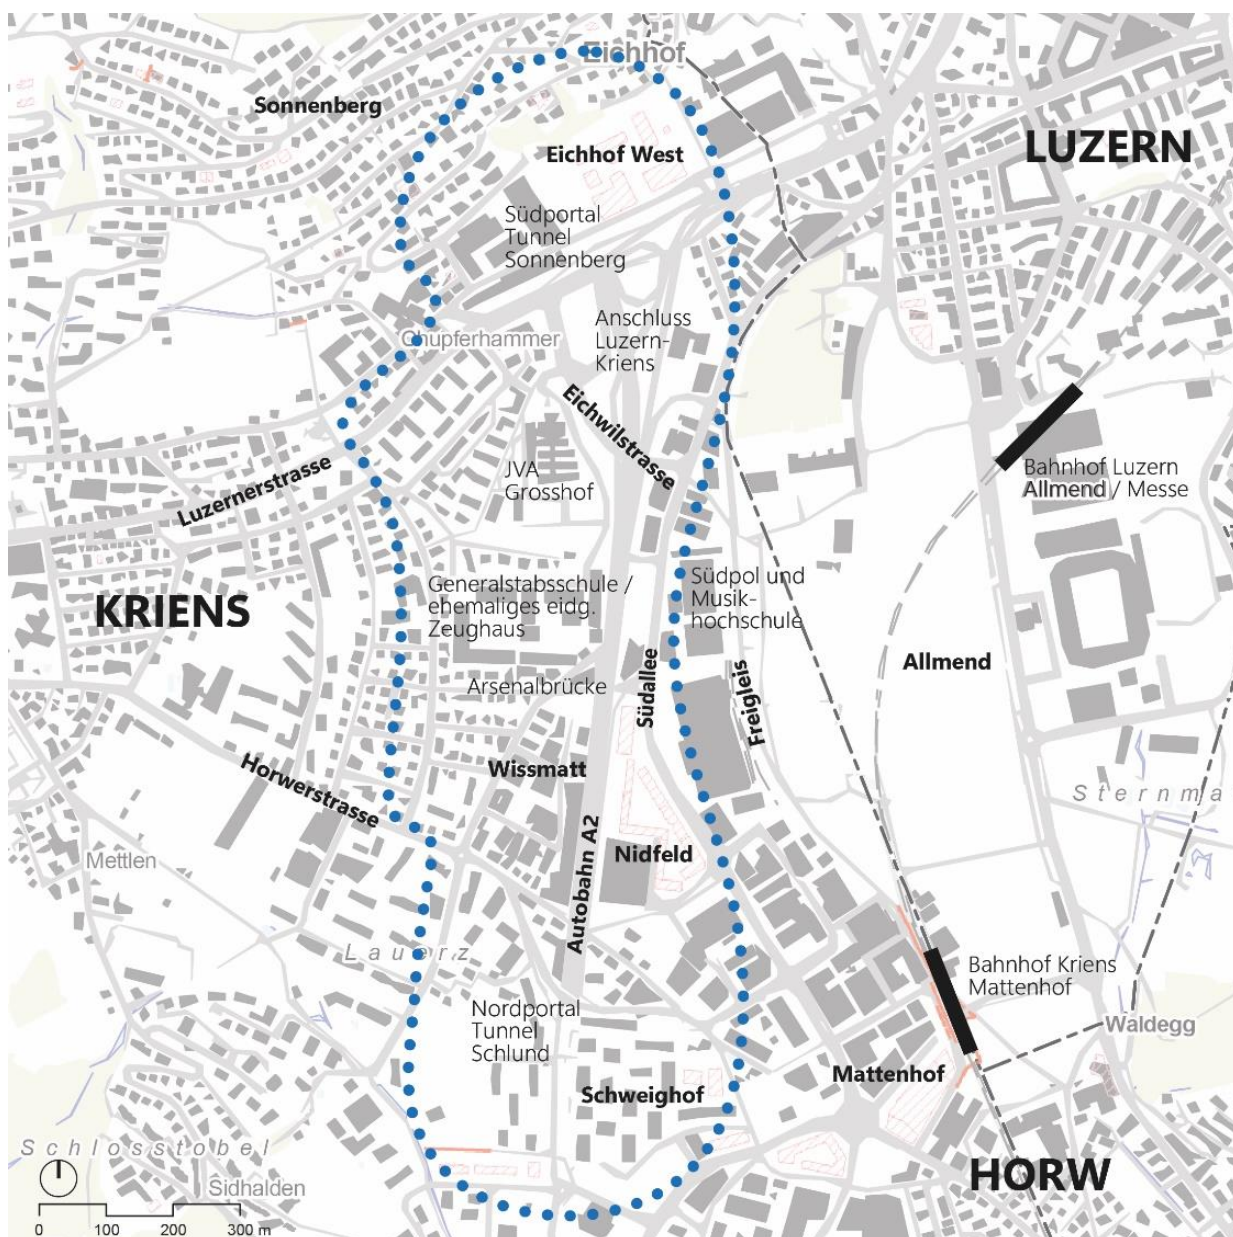 Eichhof
Sonnenberg
LUZERN
Eichhof West
Südportal
Tunnel
Sonnenberg
Anschluss
Luzern-
Kriens
Chupferhammer
Eichwilstrasse
Luzernerstrasse
JVA
Grosshof
Bahnhof Luzern
Allmend / Messe
KRIENS
Generalstabsschule /
ehemaliges eidg.
Zeughaus
Südpol und
Musik-
hochschule
Arsenalbrücke
Südallee
Freigleis
Allmend
Horwerstrasse
Wissmatt
Sternma
Mettlen
Autobahn A2
Nidfeld
Lauerz
Bahnhof Kriens
Mattenhof
Nordportal
Tunnel
Schlund
Waldegg
Schweighof
Mattenhof
Schlosstobel
HORW
Sidhalden
0 100 200 300 m